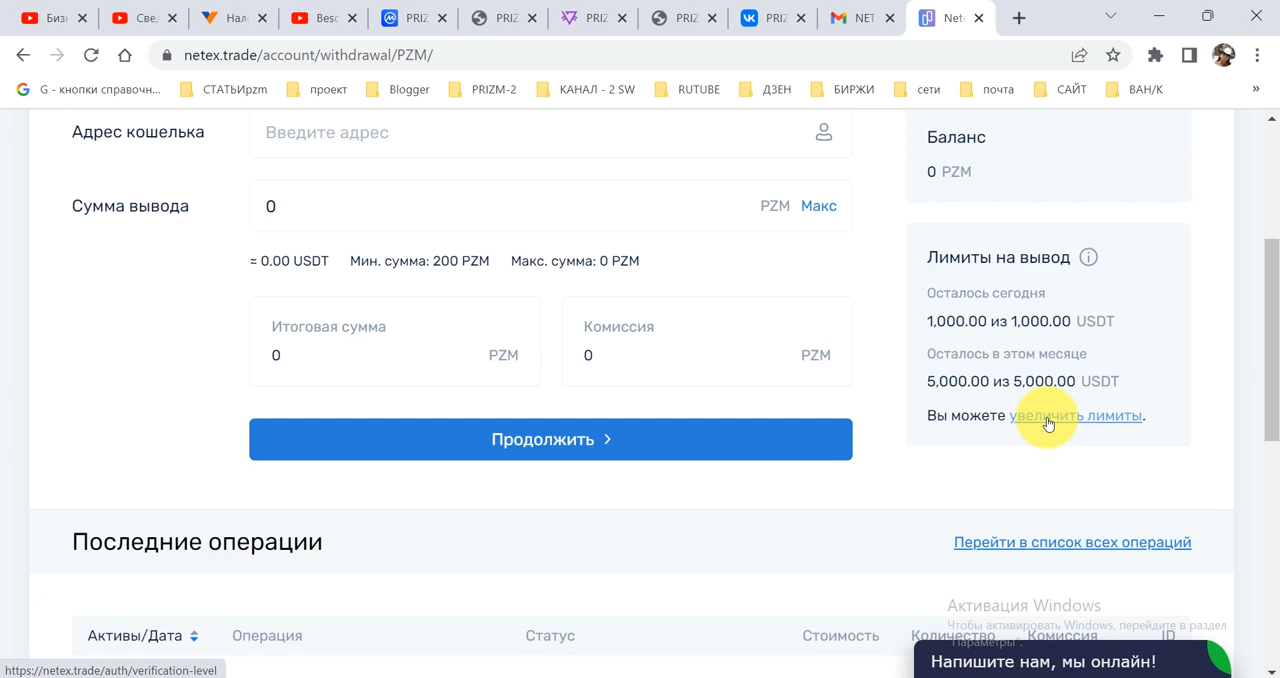 Биз
Све
Нал
Besc
PRIZ
PRIZ
PRIZ
PRIZ
PRIZ
NET
Nete
netex.trade/account/withdrawal/PZM/
G - кнопки справочн...
СТАТЬИpzm
проект
Blogger
PRIZM-2
КАНАЛ - 2 SW
RUTUBE
ДЗЕН
БИРЖИ
сети
почта
САЙТ
ВАН/К
»
Адрес кошелька
Введите адрес
Баланс
0 PZM
Сумма вывода
0
PZM Макс
≈ 0.00 USDT Мин. сумма: 200 PZM Макс. сумма: 0 PZM
Лимиты на вывод
Осталось сегодня
1,000.00 из 1,000.00 USDT
Осталось в этом месяце
5,000.00 из 5,000.00 USDT
Вы можете увеличить лимиты.
Итоговая сумма
0 PZM
Комиссия
0 PZM
Продолжить
Последние операции
Перейти в список всех операций
Активация Windows
Чтобы активировать Windows, перейдите в раздел
"Параметры".
Активы/Дата
Операция
Статус
Стоимость
Количество
Комиссия
ID
Напишите нам, мы онлайн!
https://netex.trade/auth/verification-level